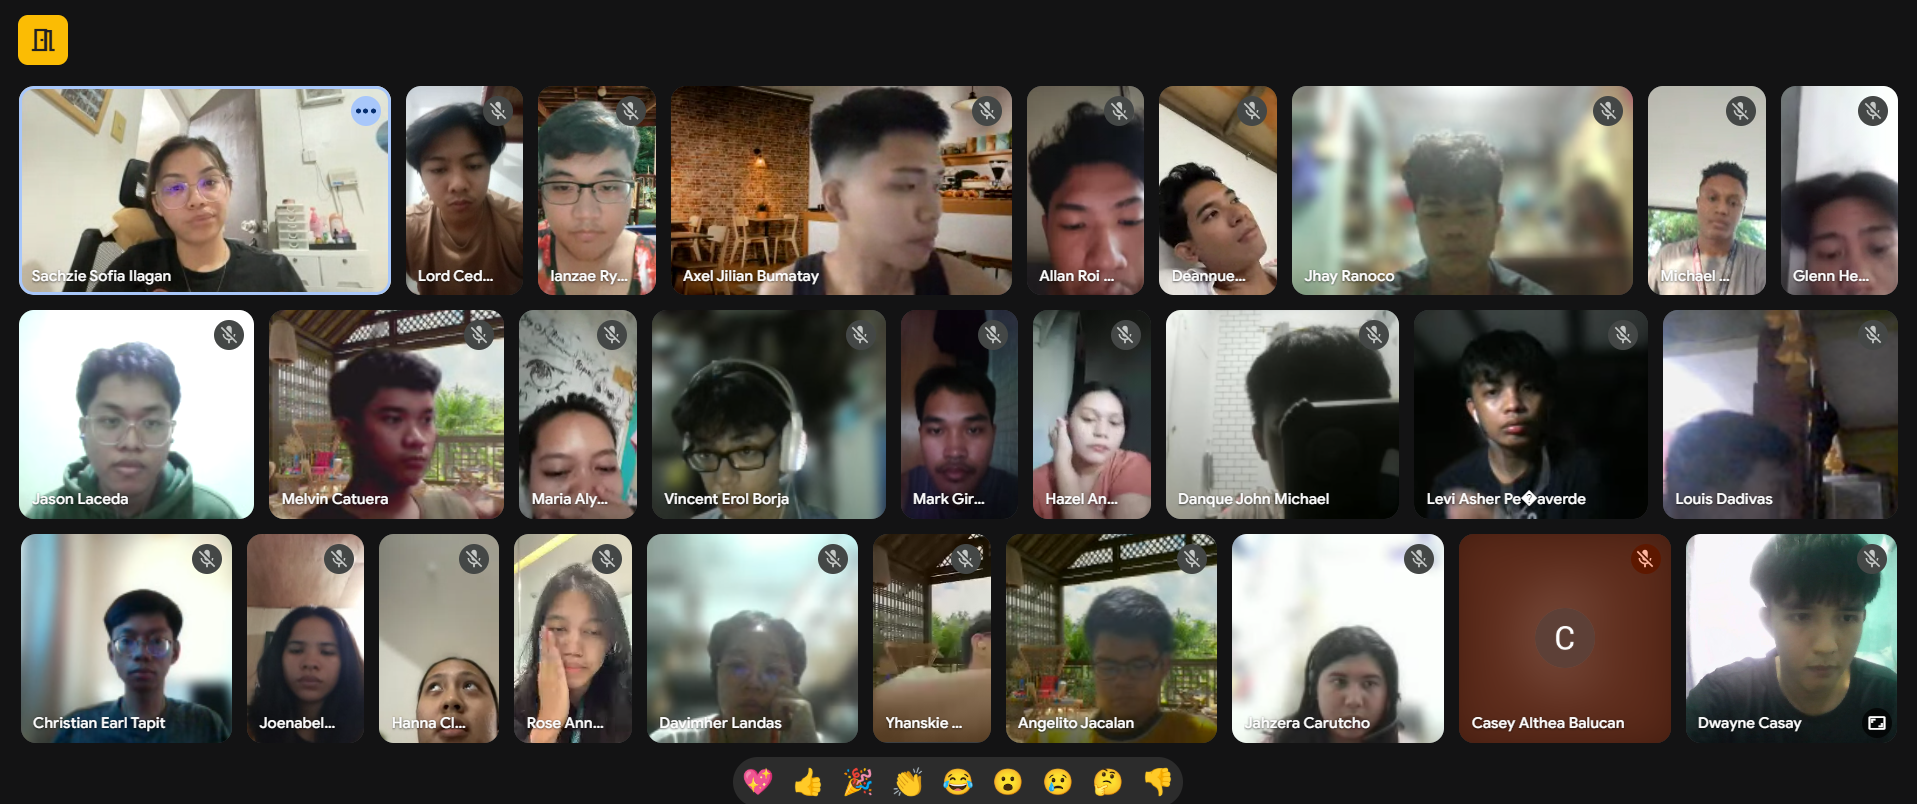 Sachzie Sofia Ilagan
Lord Ced...
Ianzae Ry...
Axel Jilian Bumatay
Allan Roi ...
Deannue...
Jhay Ranoco
Michael ...
Glenn He...
Jason Laceda
Melvin Catuera
Maria Aly...
Vincent Erol Borja
Mark Gir...
Hazel An...
Danque John Michael
Levi Asher Pe�averde
Louis Dadivas
Christian Earl Tapit
Joenabel...
Hanna Cl...
Rose Ann...
Davimher Landas
Yhanskie ...
Angelito Jacalan
Jahzera Carutcho
C
Casey Althea Balucan
Dwayne Casay